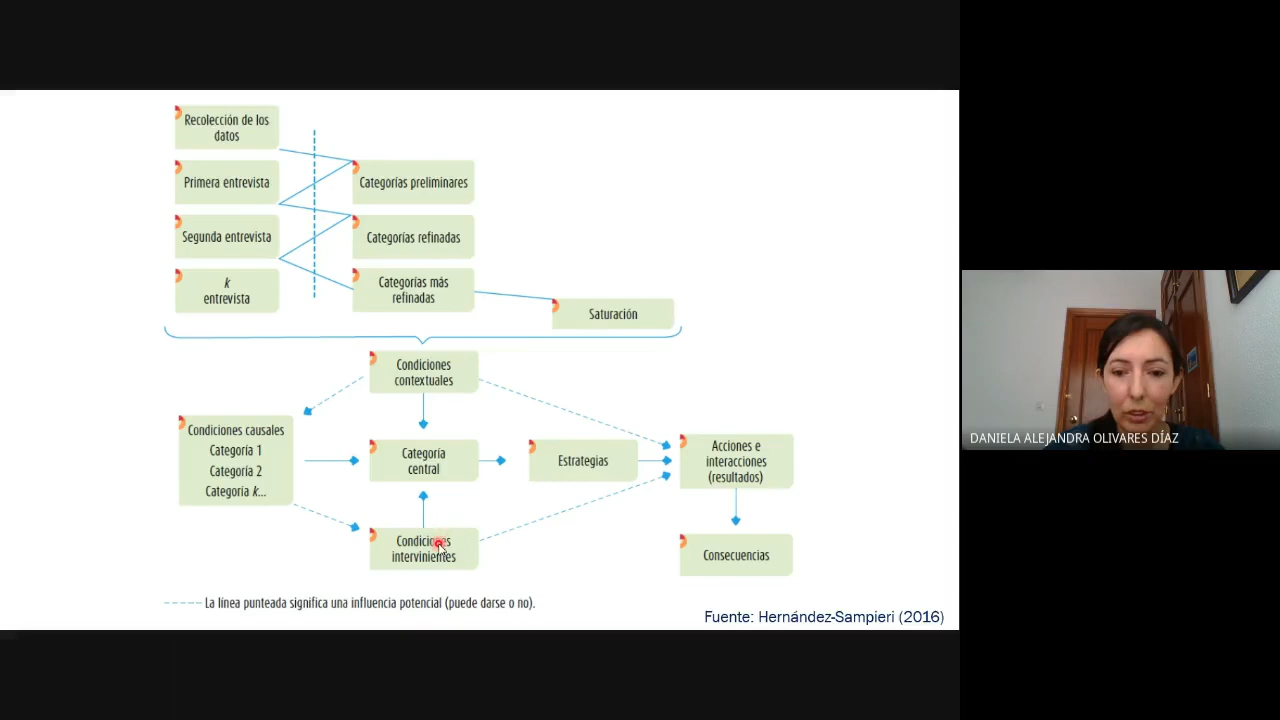 Recolección de los
datos
Primera entrevista
Categorías preliminares
Segunda entrevista
Categorías refinadas
k
entrevista
Categorías más
refinadas
Saturación
Condiciones
contextuales
Condiciones causales
Categoría 1
Categoría 2
Categoría k...
Categoría
central
Estrategias
Acciones e
interacciones
(resultados)
Condiciones
intervinientes
Consecuencias
La línea punteada significa una influencia potencial (puede darse o no).
Fuente: Hernández-Sampieri (2016)
DANIELA ALEJANDRA OLIVARES DÍAZ